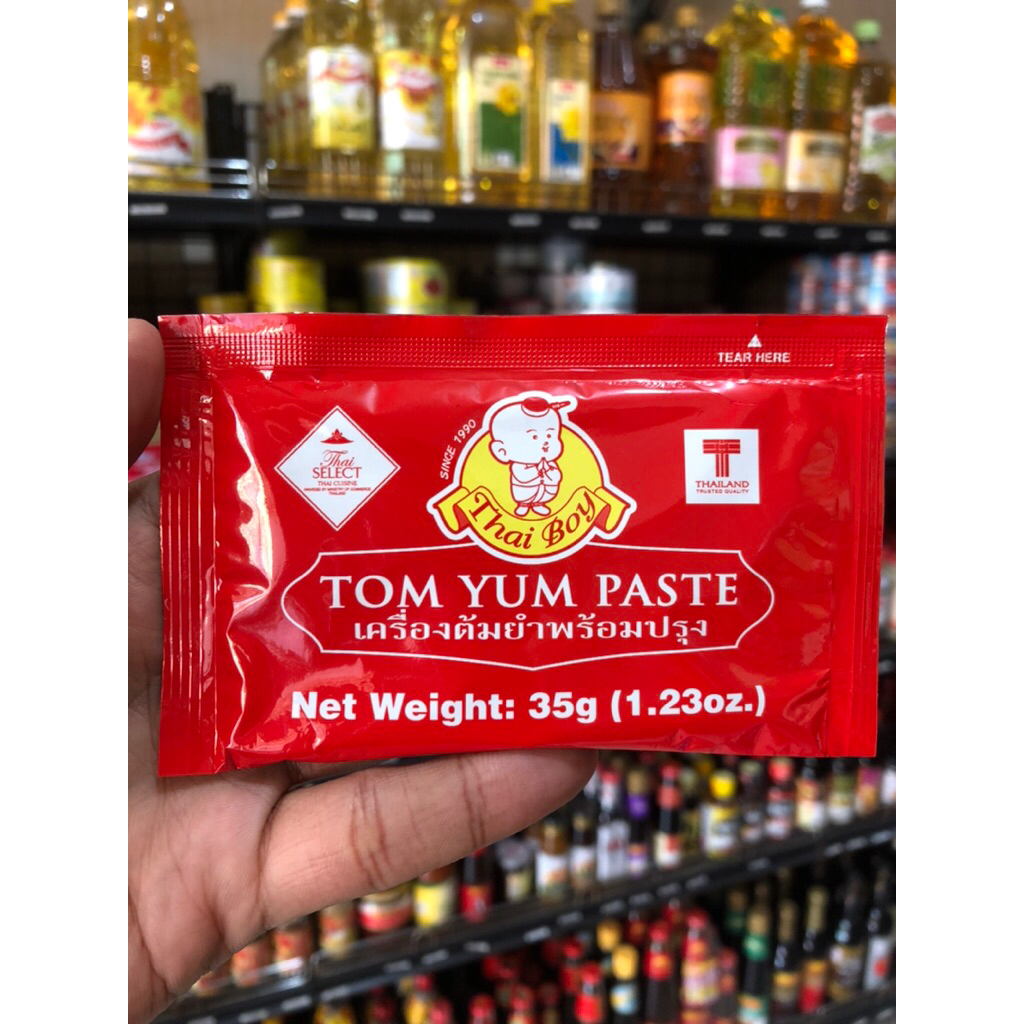 TEAR HERE
SINCE 1990
Thai
SELECT
THAI CUISINE
THAILAND
Thai Boy
THAILAND
TRUSTED QUALITY
TOM YUM PASTE
เครื่องต้มยำพร้อมปรุง
Net Weight: 35g (1.23oz.)